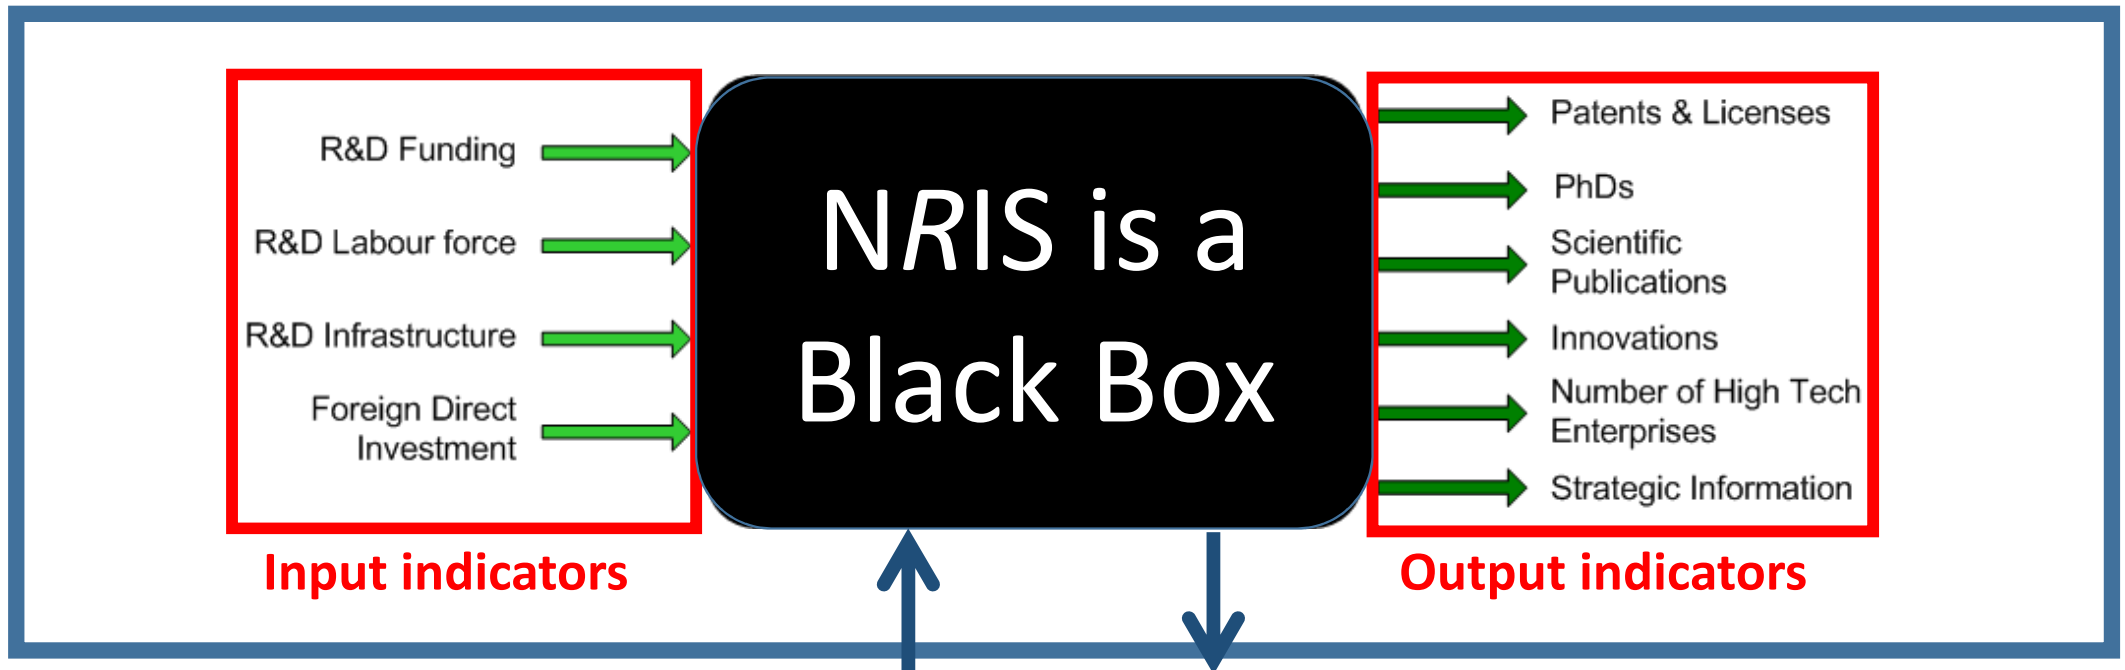 R&D Funding
R&D Labour force
R&D Infrastructure
Foreign Direct
Investment
Input indicators
NRIS is a
Black Box
Patents & Licenses
PhDs
Scientific
Publications
Innovations
Number of High Tech
Enterprises
Strategic Information
Output indicators